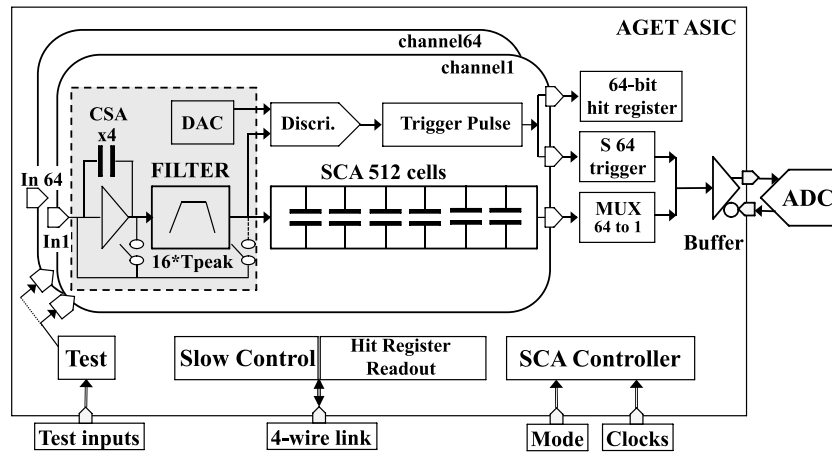 AGET ASIC
channel64
channel1
CSA
x4
DAC
Discri.
Trigger Pulse
64-bit
hit register
S 64
trigger
In 64
FILTER
SCA 512 cells
MUX
64 to 1
ADC
In1
16*Tpeak
Buffer
Test
Slow Control
Hit Register
Readout
SCA Controller
Test inputs
4-wire link
Mode
Clocks